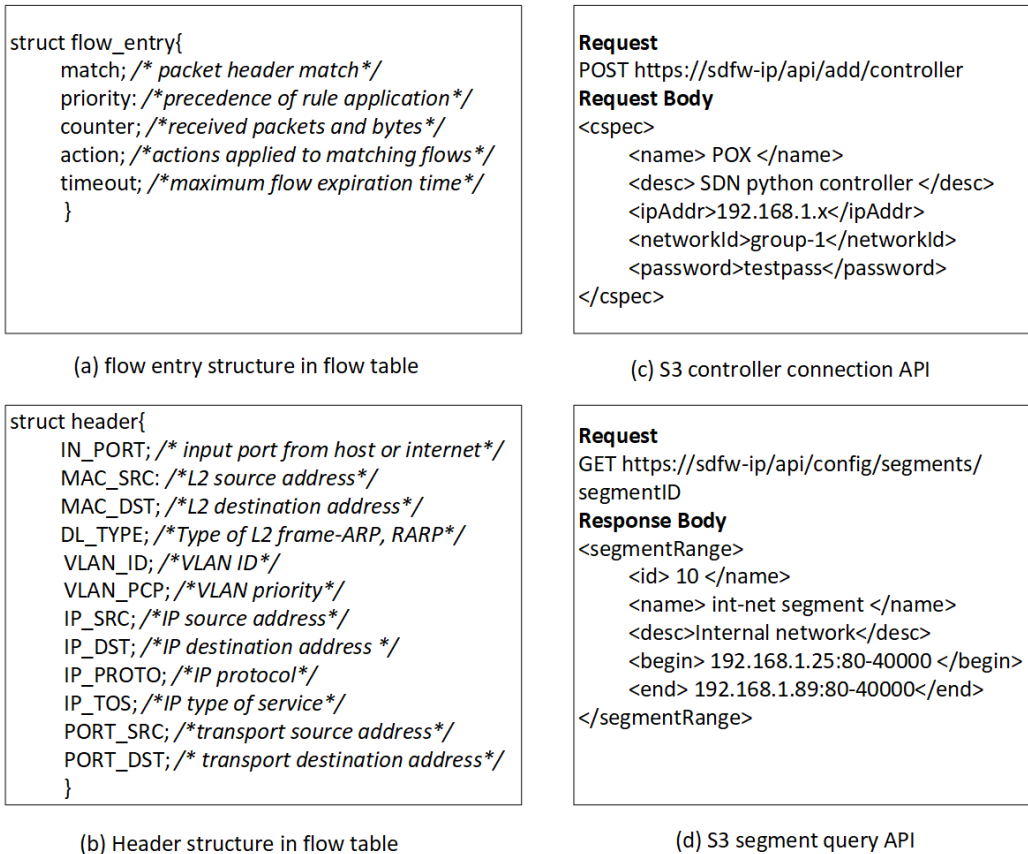 struct flow_entry{
match; /* packet header match*/
priority: /*precedence of rule application*/
counter; /*received packets and bytes*/
action; /*actions applied to matching flows*/
timeout; /*maximum flow expiration time*/
}
(a) flow entry structure in flow table
Request
POST https://sdfw-ip/api/add/controller
Request Body
<cspec>
<name> POX </name>
<desc> SDN python controller </desc>
<ipAddr>192.168.1.x</ipAddr>
<networkId>group-1</networkId>
<password>testpass</password>
</cspec>
(c) S3 controller connection API
struct header{
IN_PORT; /* input port from host or internet*/
MAC_SRC: /*L2 source address*/
MAC_DST; /*L2 destination address*/
DL_TYPE; /*Type of L2 frame-ARP, RARP*/
VLAN_ID; /*VLAN ID*/
VLAN_PCP; /*VLAN priority*/
IP_SRC; /*IP source address*/
IP_DST; /*IP destination address */
IP_PROTO; /*IP protocol*/
IP_TOS; /*IP type of service*/
PORT_SRC; /*transport source address*/
PORT_DST; /* transport destination address*/
}
(b) Header structure in flow table
Request
GET https://sdfw-ip/api/config/segments/
segmentID
Response Body
<segmentRange>
<id> 10 </name>
<name> int-net segment </name>
<desc>Internal network</desc>
<begin> 192.168.1.25:80-40000 </begin>
<end> 192.168.1.89:80-40000</end>
</segmentRange>
(d) S3 segment query API